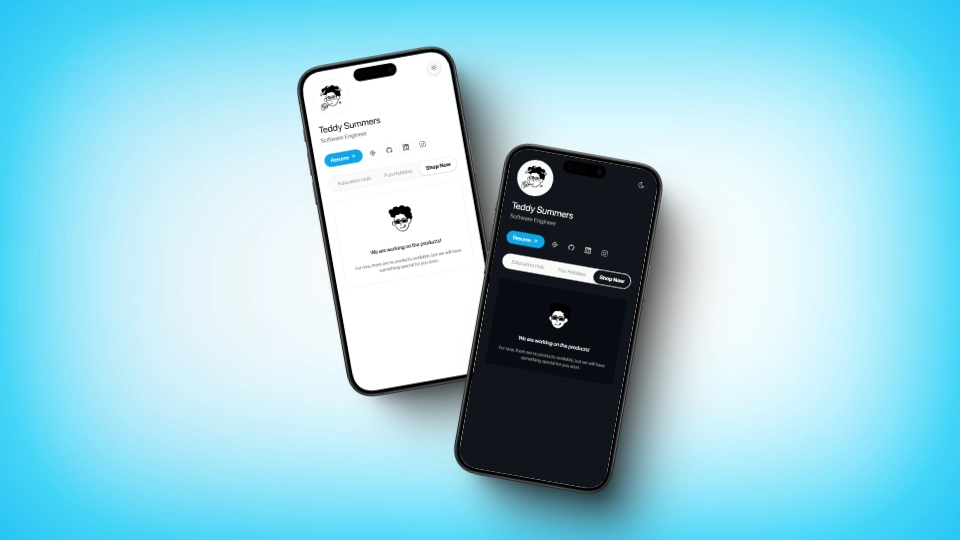 Teddy Summers
Software Engineer
Resume
Education Hub
Fun Hobbies
Shop Now
We are working on the products!
For now, there are no products available, but we will have
something special for you soon.
Teddy Summers
Software Engineer
Resume
Education Hub
Fun Hobbies
Shop Now
We are working on the products!
For now, there are no products available, but we will have
something special for you soon.